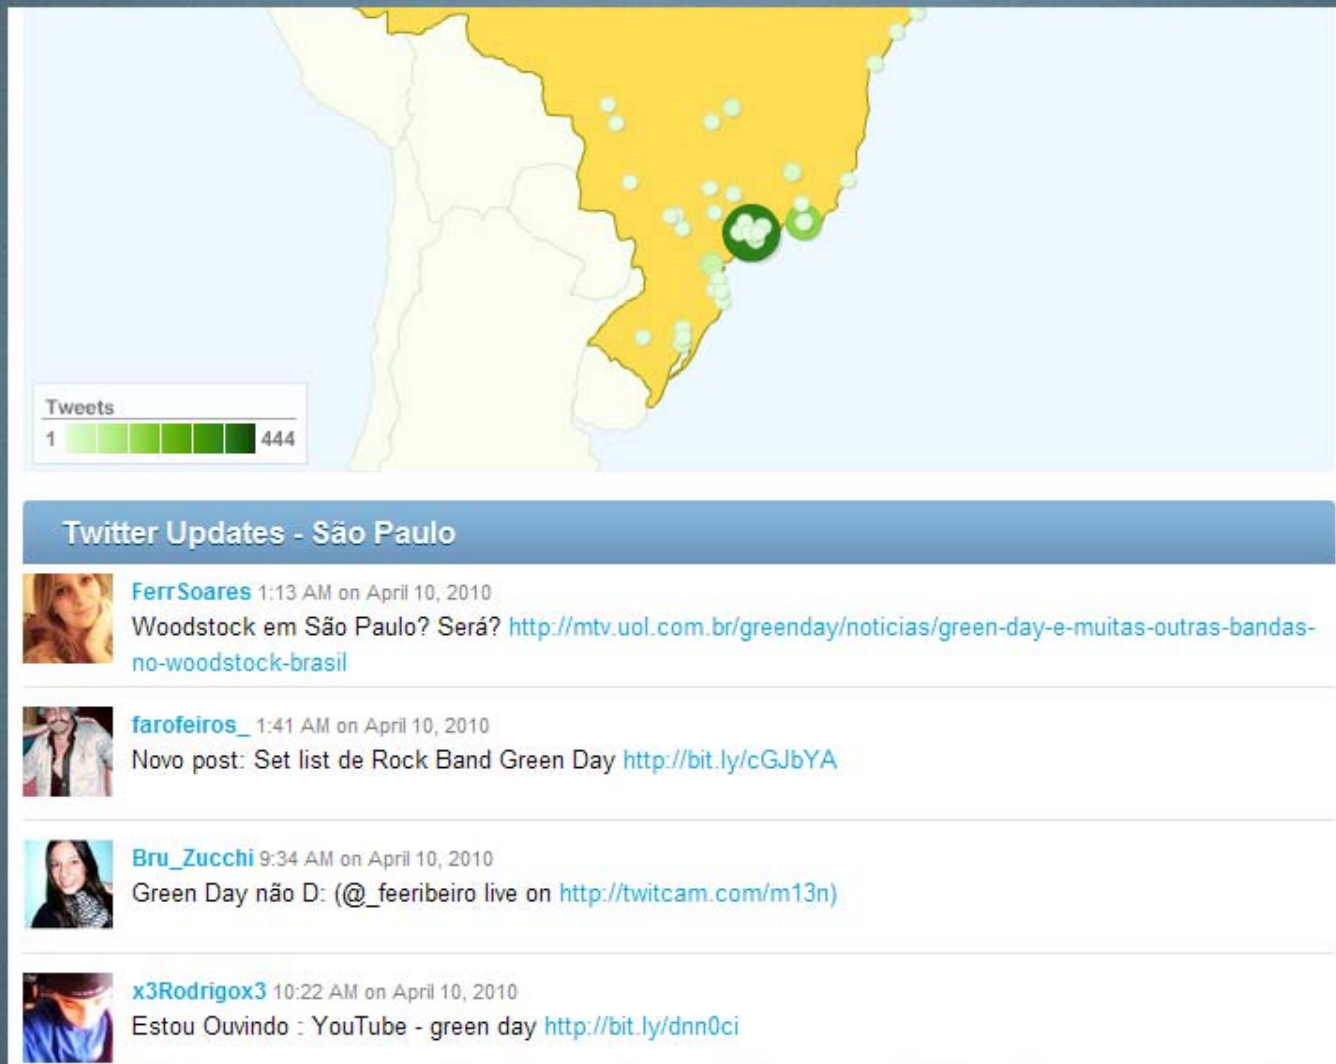 Tweets
1 444
Twitter Updates - São Paulo
FerrSoares 1:13 AM on April 10, 2010
Woodstock em São Paulo? Será? http://mtv.uol.com.br/greenday/noticias/green-day-e-muitas-outras-bandas-
no-woodstock-brasil
farofeiros_ 1:41 AM on April 10, 2010
Novo post: Set list de Rock Band Green Day http://bit.ly/cGJbYA
Bru_Zucchi 9:34 AM on April 10, 2010
Green Day não D: (@_feeribeiro live on http://twitcam.com/m13n)
x3Rodrigox3 10:22 AM on April 10, 2010
Estou Ouvindo : YouTube - green day http://bit.ly/dnn0ci